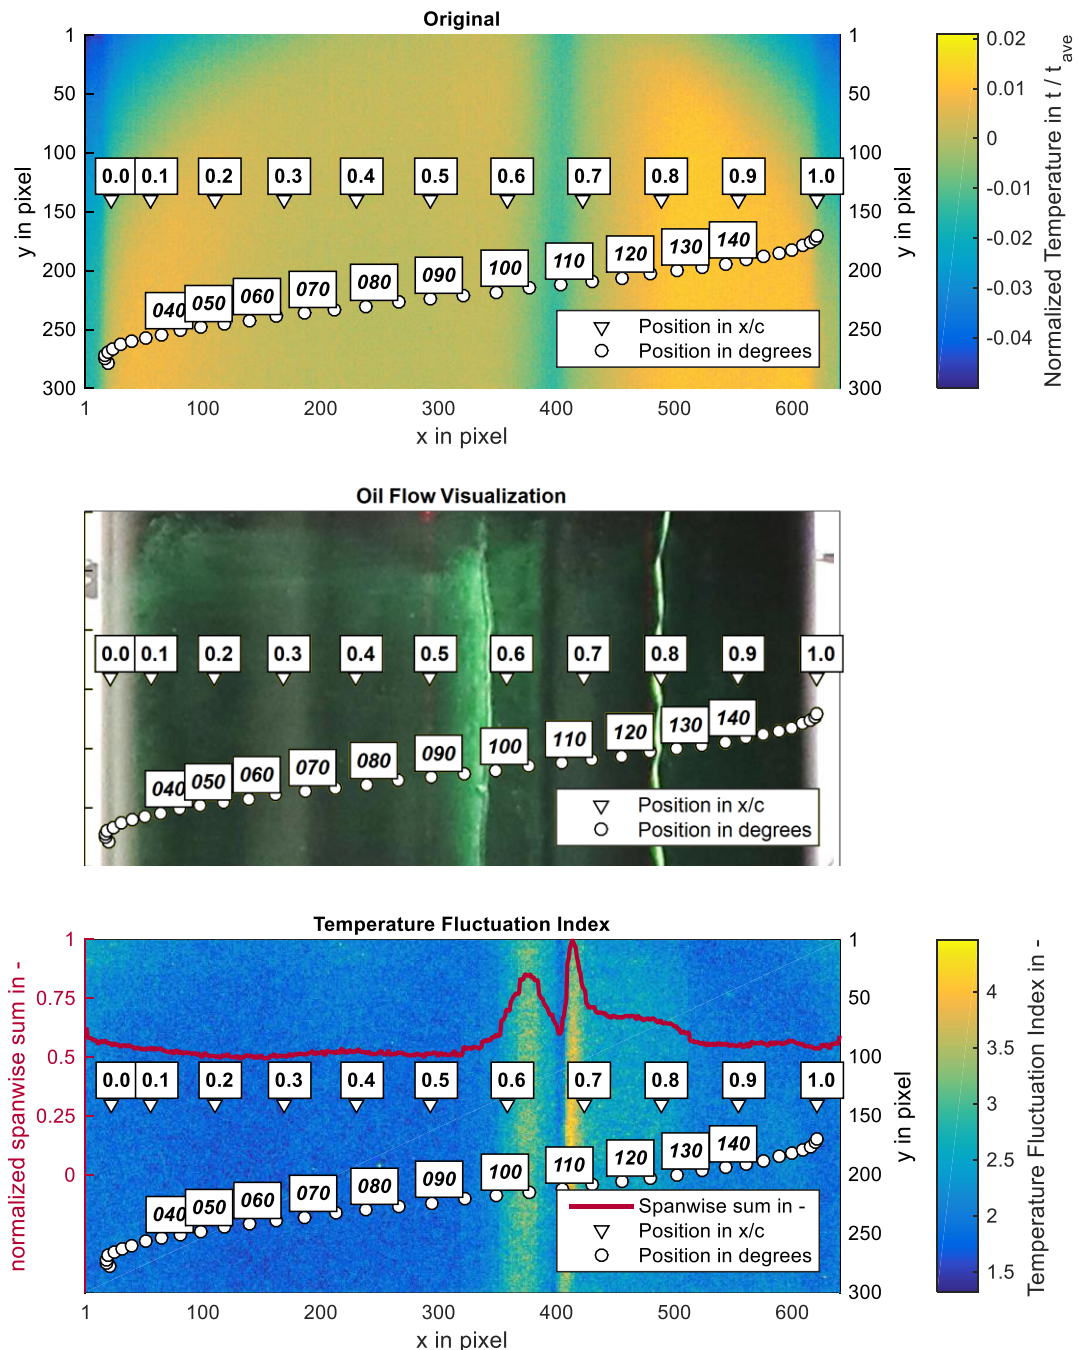 Original
1
50
100
150
200
250
300
y in pixel
0.0 0.1 0.2 0.3 0.4 0.5 0.6 0.7 0.8 0.9 1.0
040 050 060 070 080 090 100 110 120 130 140
Position in x/c
Position in degrees
1
50
100
150
200
250
300
y in pixel
1 100 200 300 400 500 600
x in pixel
0.02
0.01
0
-0.01
-0.02
-0.03
-0.04
Normalized Temperature in t / t_ave
Oil Flow Visualization
0.0 0.1 0.2 0.3 0.4 0.5 0.6 0.7 0.8 0.9 1.0
040 050 060 070 080 090 100 110 120 130 140
Position in x/c
Position in degrees
Temperature Fluctuation Index
1
0.75
0.5
0.25
0
normalized spanwise sum in -
0.0 0.1 0.2 0.3 0.4 0.5 0.6 0.7 0.8 0.9 1.0
040 050 060 070 080 090 100 110 120 130 140
Spanwise sum in -
Position in x/c
Position in degrees
1
50
100
150
200
250
300
y in pixel
1 100 200 300 400 500 600
x in pixel
4
3.5
3
2.5
2
1.5
Temperature Fluctuation Index in -